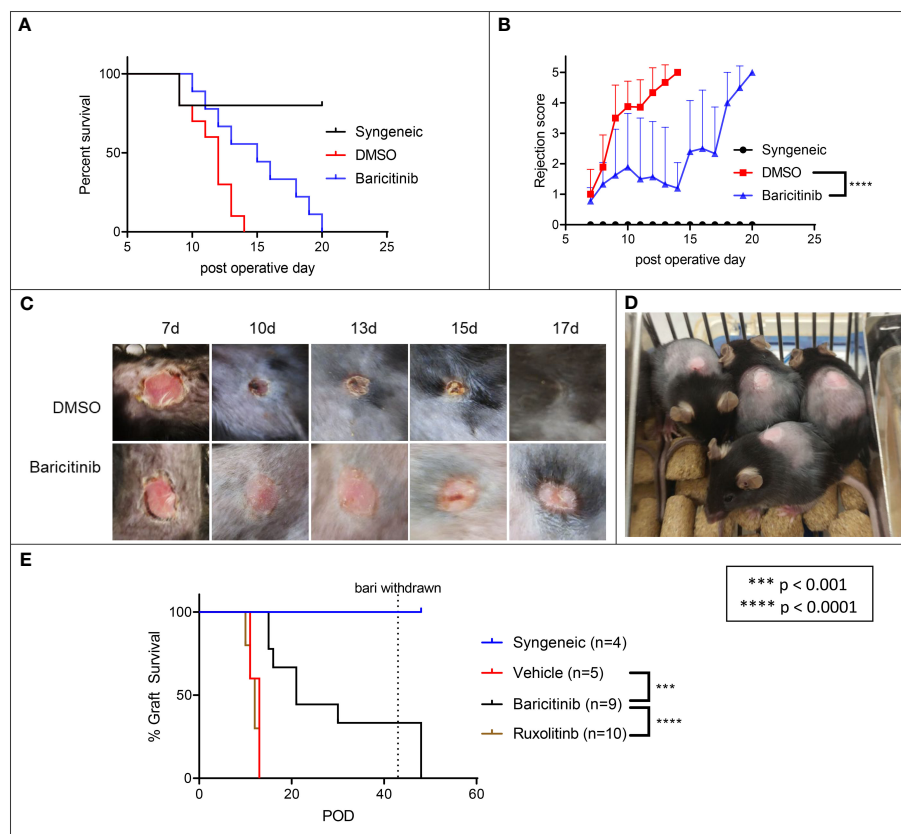 A
Percent survival
100
50
0
5 10 15 20 25
post operative day
Syngeneic
DMSO
Baricitinib
B
Rejection score
5
4
3
2
1
0
5 10 15 20 25
post operative day
Syngeneic
DMSO
Baricitinib
****
C
7d 10d 13d 15d 17d
DMSO
Baricitinib
D
E
bari withdrawn
% Graft Survival
100
50
0
0 20 40 60
POD
Syngeneic (n=4)
Vehicle (n=5)
Baricitinib (n=9)
Ruxolitinb (n=10)
***
****
*** p < 0.001
**** p < 0.0001